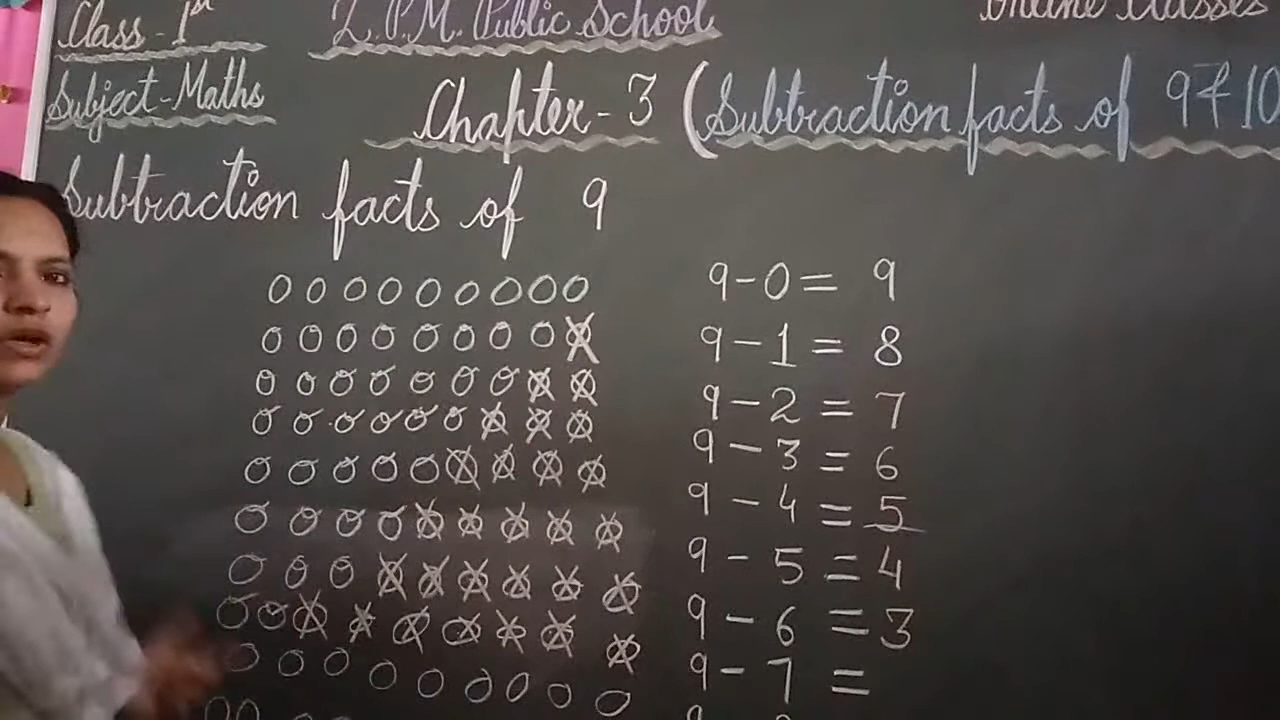 Class - 1st
Z.P.M. Public School
Online Classes
Subject - Maths
Chapter - 3 (Subtraction facts of 9 & 10
Subtraction facts of 9
9 - 0 = 9
9 - 1 = 8
9 - 2 = 7
9 - 3 = 6
9 - 4 = 5
9 - 5 = 4
9 - 6 = 3
9 - 7 =